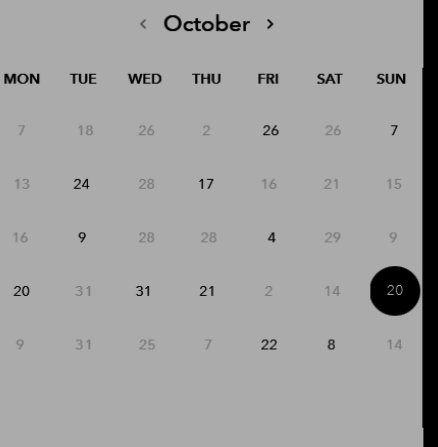 ‹ October ›
MON TUE WED THU FRI SAT SUN
7 18 26 2 26 26 7
13 24 28 17 16 21 15
16 9 28 28 4 29 9
20 31 31 21 2 14 20
9 31 25 7 22 8 14